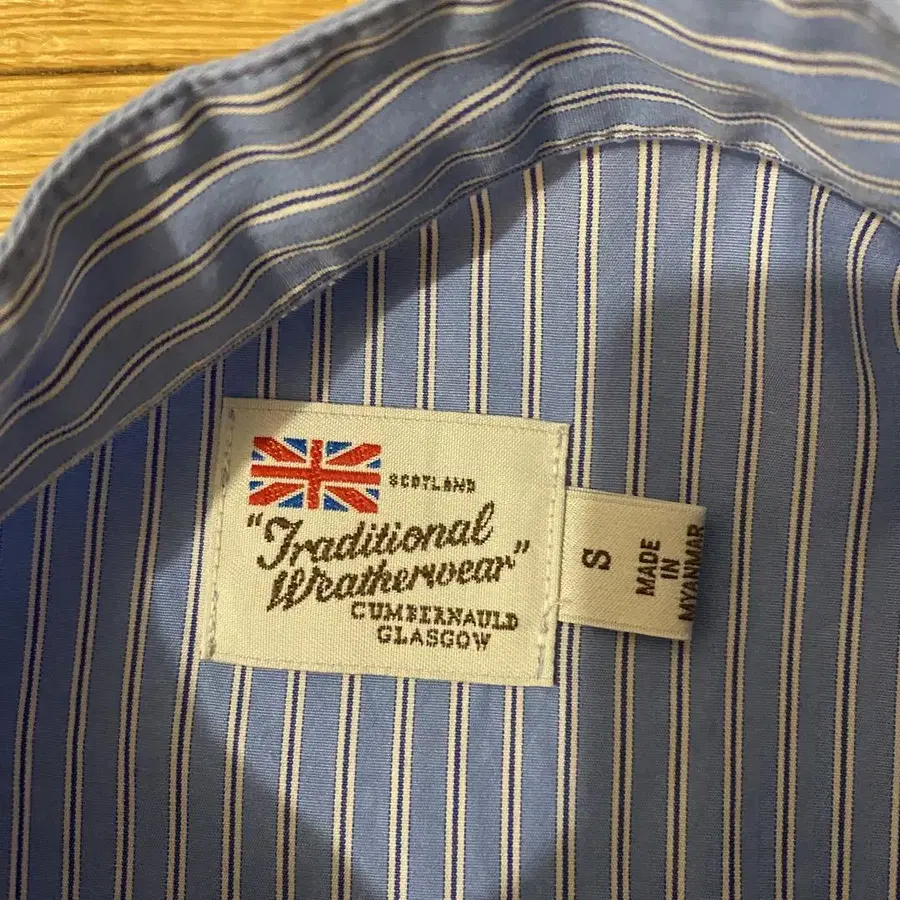 SCOTLAND
"Traditional
Weatherwear"
CUMBERNAULD
GLASGOW
S
MADE
IN
MYANMAR